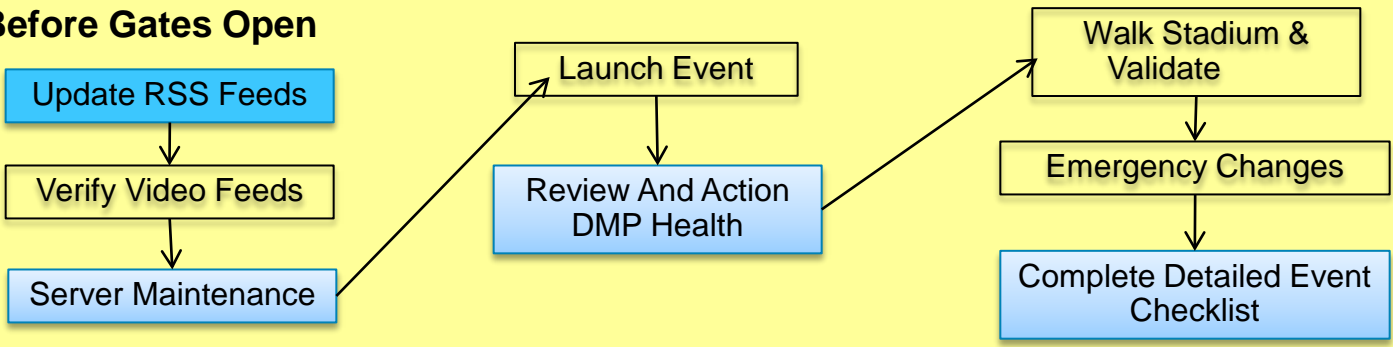 Before Gates Open
Update RSS Feeds
Verify Video Feeds
Server Maintenance
Launch Event
Review And Action
DMP Health
Walk Stadium &
Validate
Emergency Changes
Complete Detailed Event
Checklist